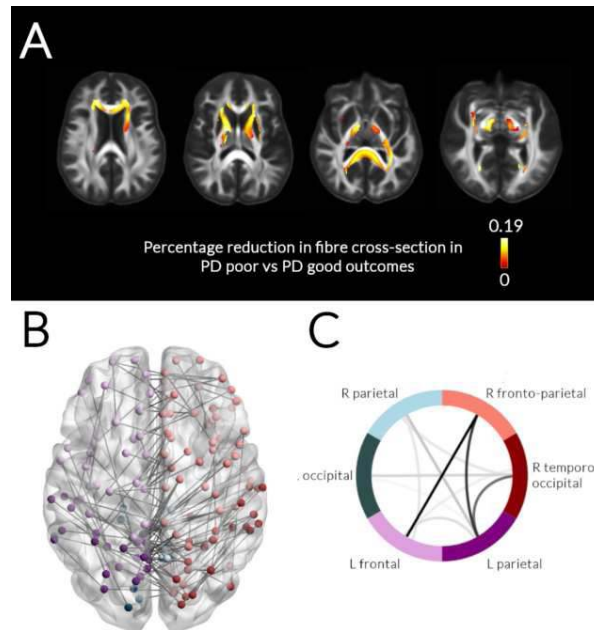 A
0.19
Percentage reduction in fibre cross-section in
PD poor vs PD good outcomes
0
B
C
R parietal
R fronto-parietal
. occipital
R temporo
occipital
L frontal
L parietal